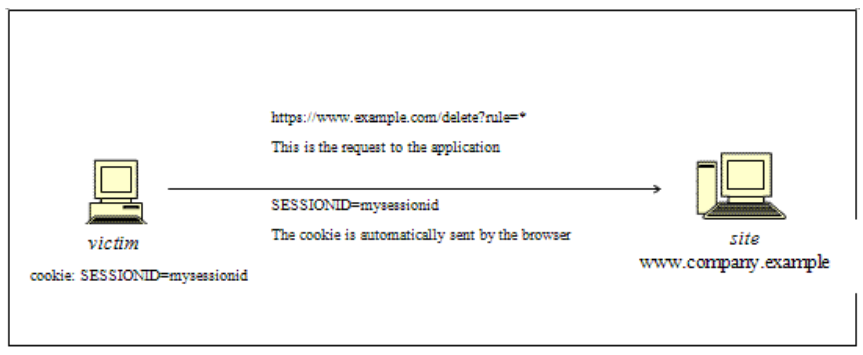 https://www.example.com/delete?rule=*
This is the request to the application
SESSIONID=mysessionid
The cookie is automatically sent by the browser
victim
cookie: SESSIONID=mysessionid
site
www.company.example